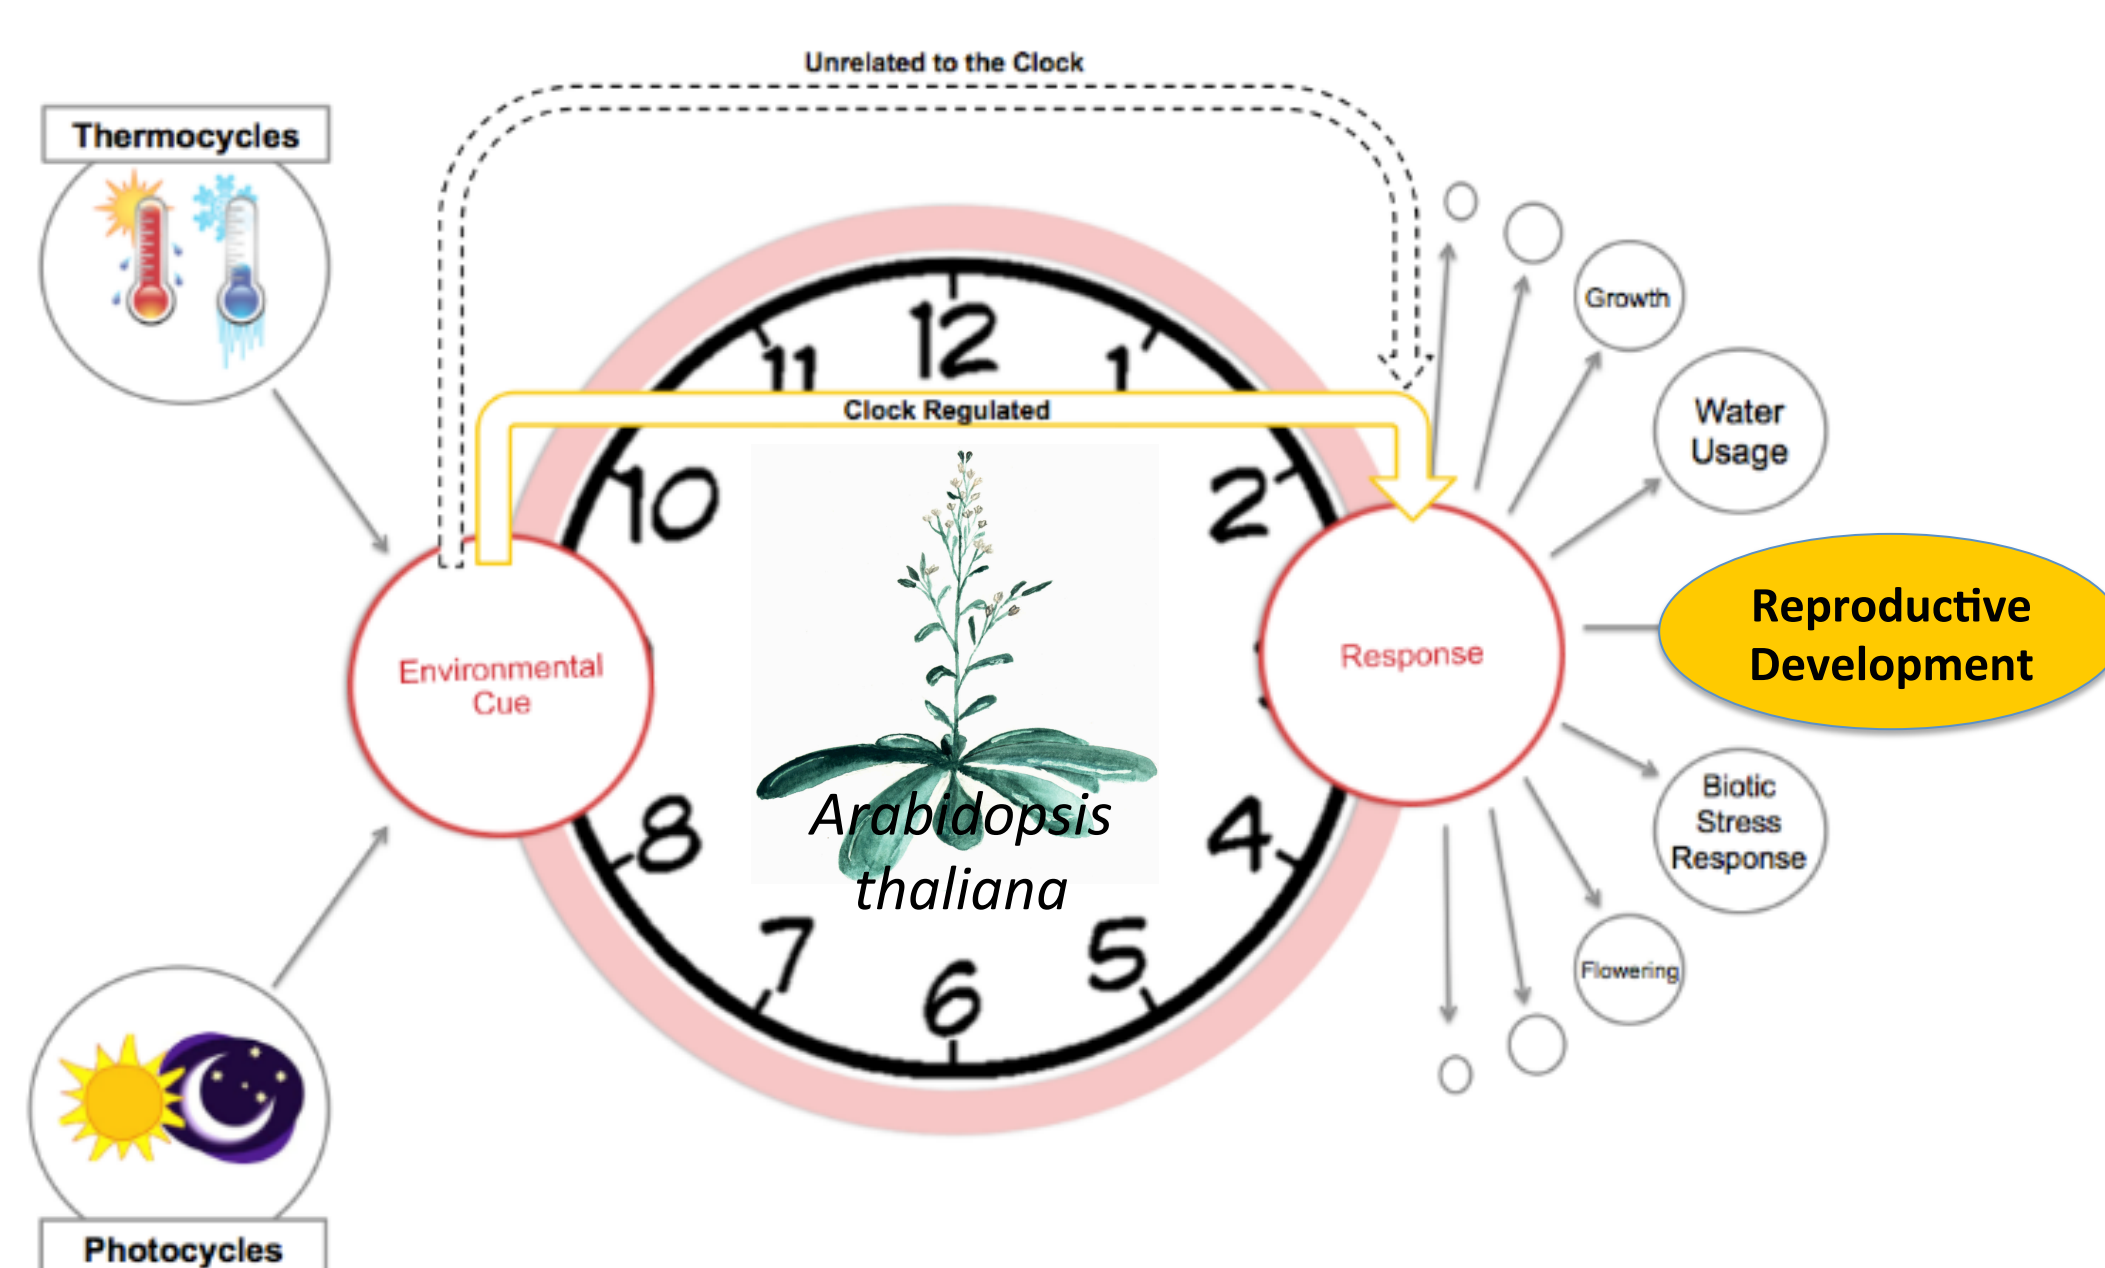 Unrelated to the Clock
Thermocycles
Growth
12
11
1
Clock Regulated
Water
Usage
10
2
Reproductive
Development
Environmental
Cue
Response
Biotic
Stress
Response
Arabidopsis
thaliana
8
4
7
5
6
Flowering
Photocycles